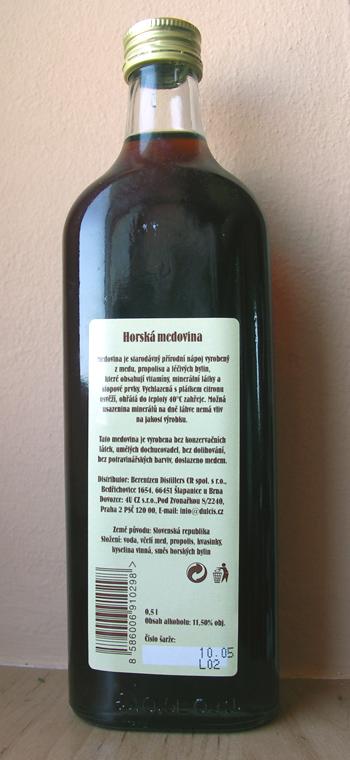 Horská medovina
Medovina je starodávný přírodní nápoj vyrobený
z medu, propolisu a léčivých bylin,
které obsahují vitamíny, minerální látky a
stopové prvky. Vychlazená s plátkem citronu
osvěží, ohřátá do teploty 40°C zahřeje. Možná
usazenina minerálů na dně láhve nemá vliv
na jakost výrobku.
Tato medovina je vyrobena bez konzervačních
látek, umělých dochucovadel, bez dolihování,
bez potravinářských barviv, doslazeno medem.
Distributor: Berentzen Distillers CR spol. s r.o.,
Bedřichovice 1654, 66451 Šlapanice u Brna
Dovozce: 4U CZ s.r.o.,Pod Zvonařkou 8/2240,
Praha 2 PSČ 120 00, E-mail: info@dulcis.cz
Země původu: Slovenská republika
Složení: voda, včelí med, propolis, kvasinky,
kyselina vinná, směs horských bylin
8 586006 910298 >
0,5 l
Obsah alkoholu: 11,50% obj.
Číslo šarže:
10.05
L02